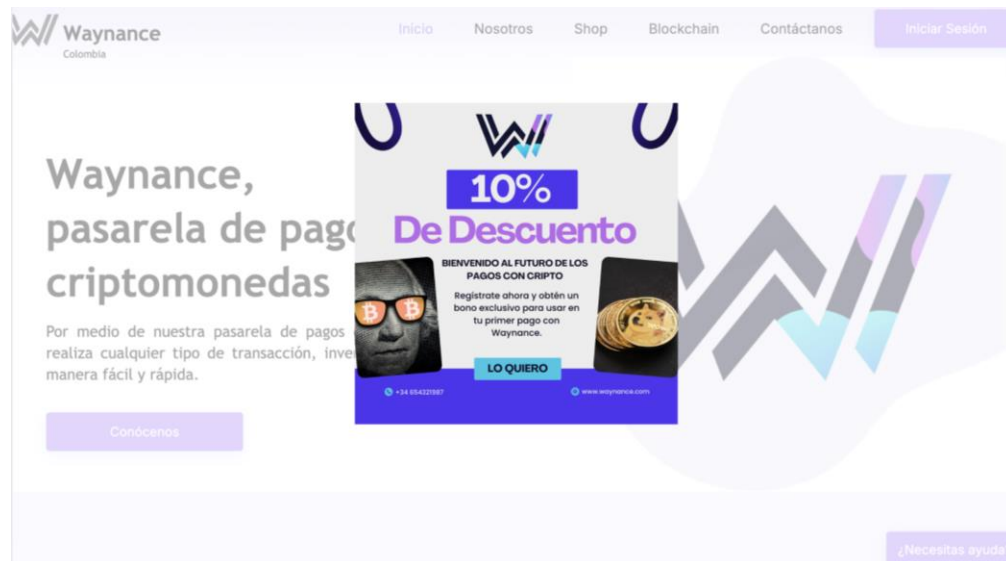 Waynance
Colombia
Inicio
Nosotros
Shop
Blockchain
Contáctanos
Iniciar Sesión
Waynance,
pasarela de pago
criptomonedas
Por medio de nuestra pasarela de pagos
realiza cualquier tipo de transacción,
manera fácil y rápida.
Conócenos
10%
De Descuento
BIENVENIDO AL FUTURO DE LOS
PAGOS CON CRIPTO
Regístrate ahora y obtén un
bono exclusivo para usar en
tu primer pago con
Waynance.
LO QUIERO
+34 654321987
www.waynance.com
¿Necesitas ayuda